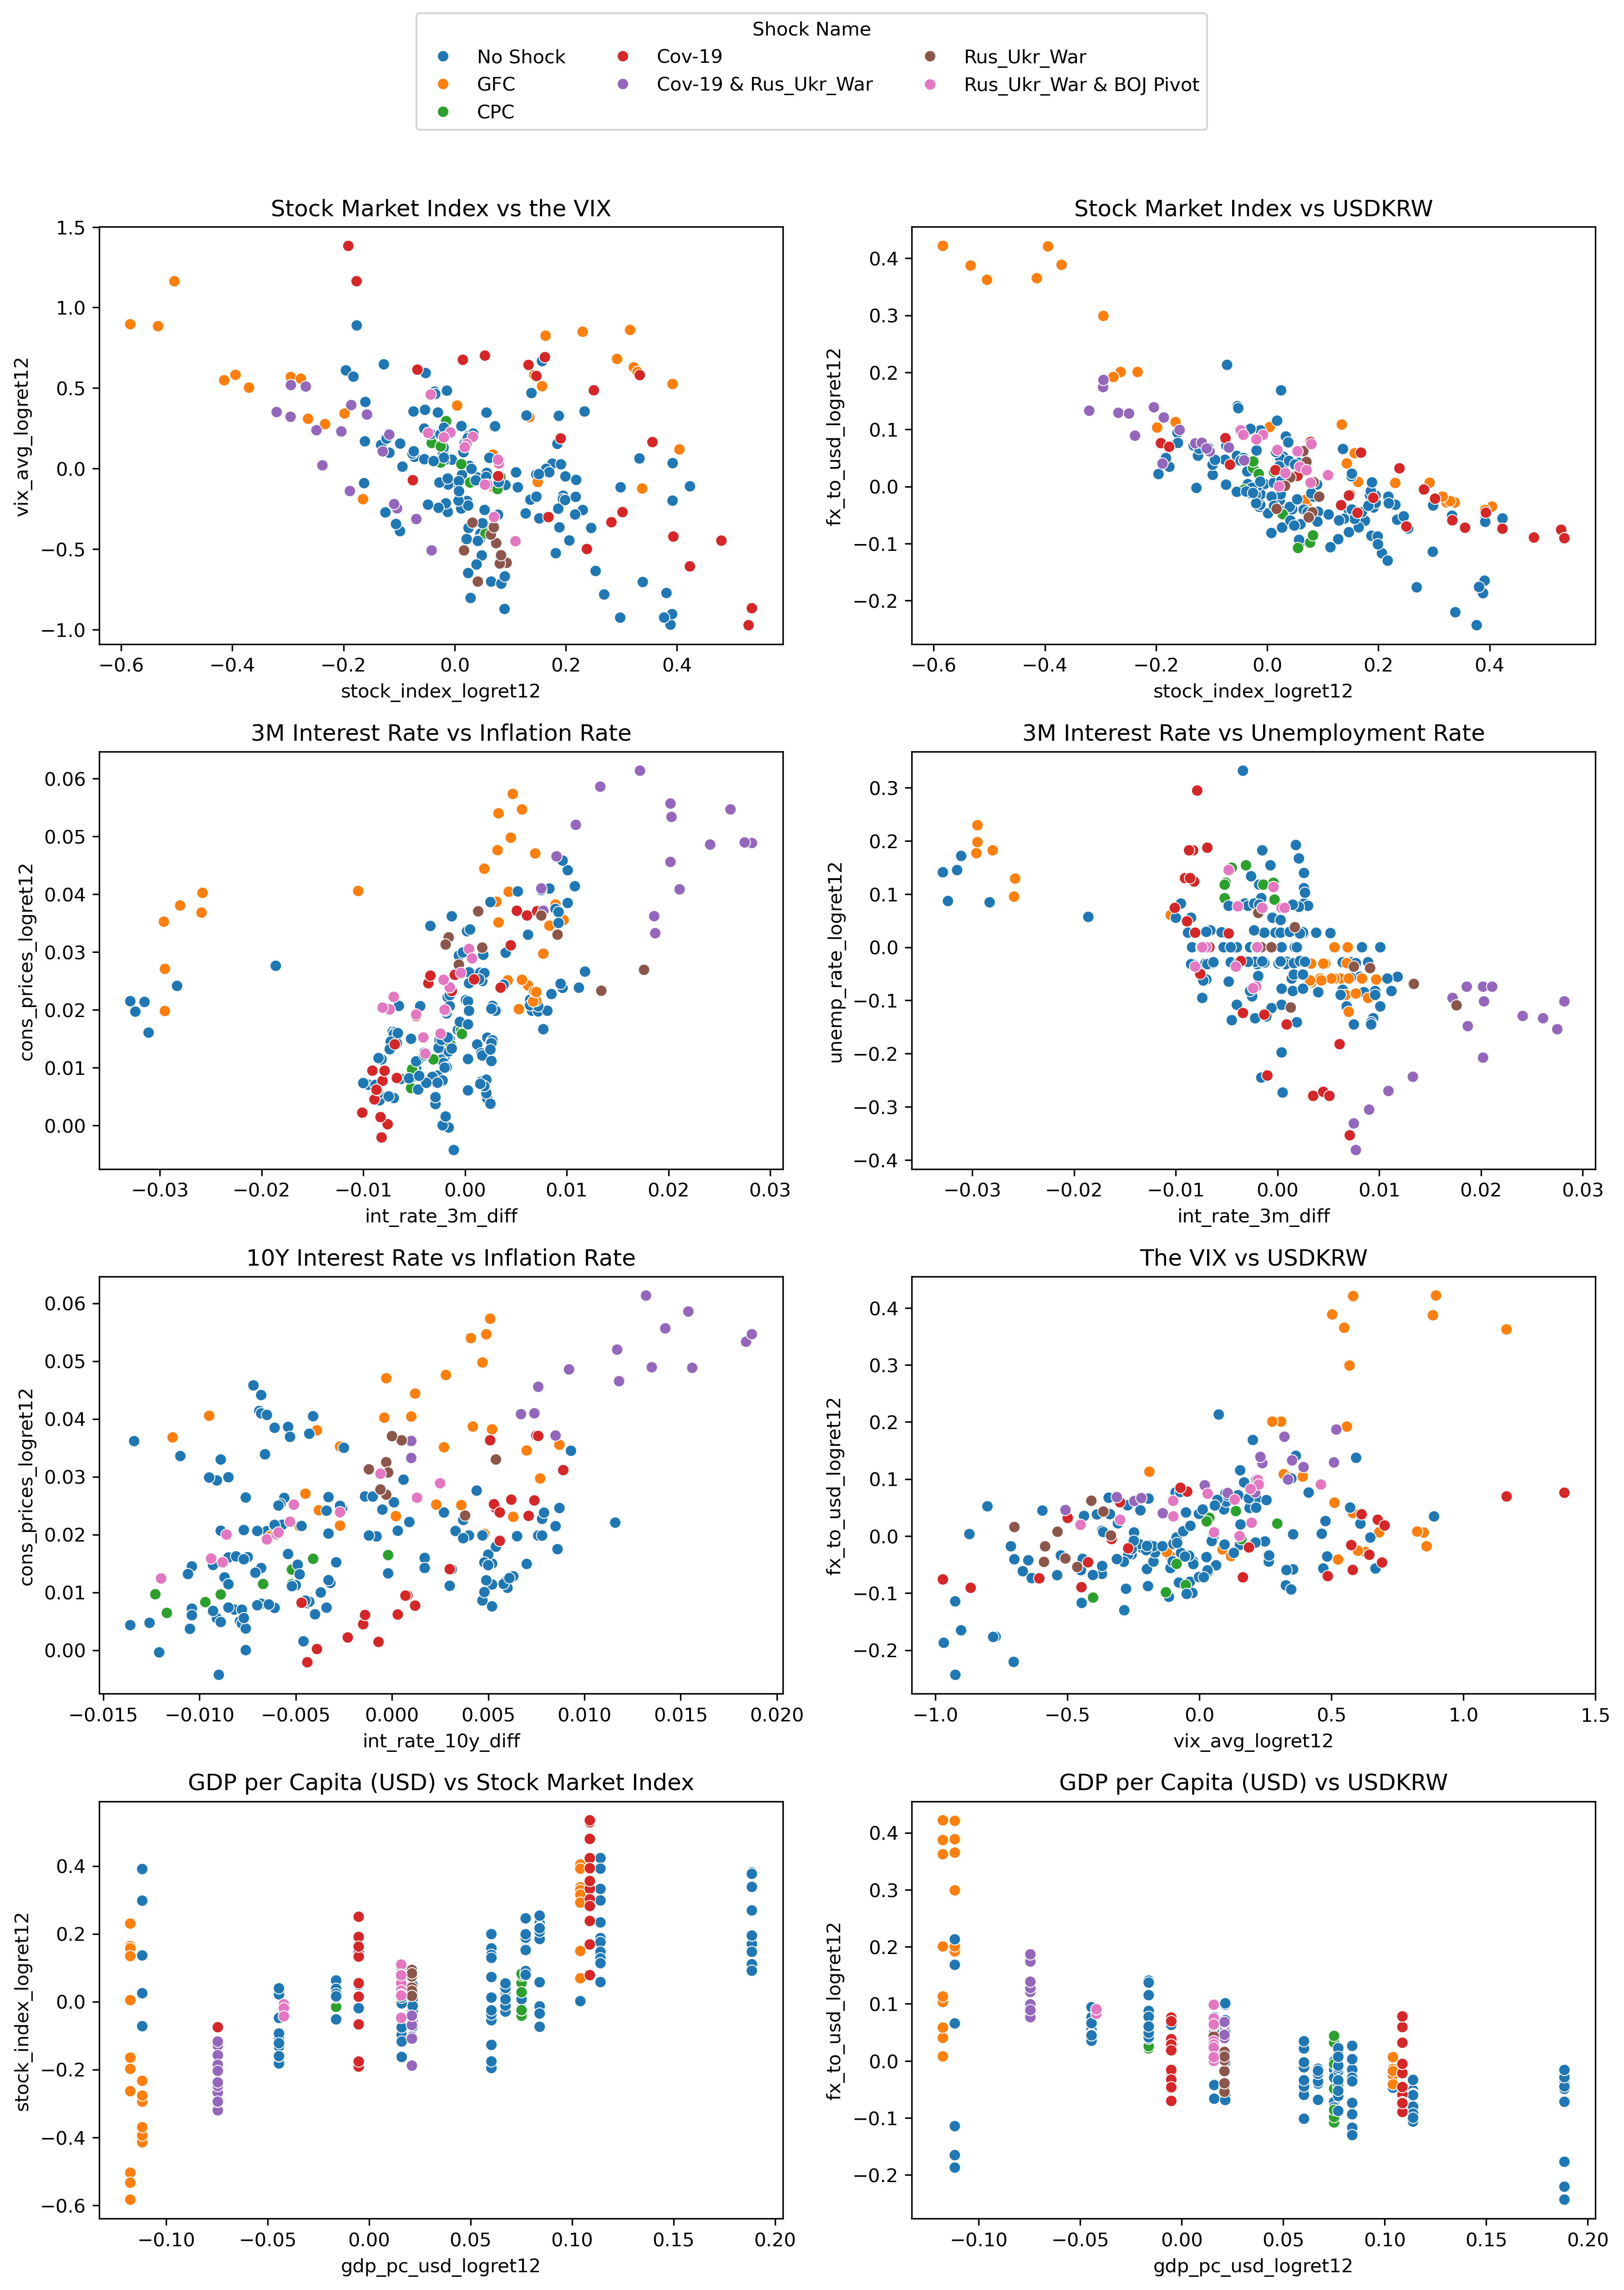 Shock Name
No Shock Cov-19 Rus_Ukr_War
GFC Cov-19 & Rus_Ukr_War Rus_Ukr_War & BOJ Pivot
CPC
Stock Market Index vs the VIX
vix_avg_logret12
1.5
1.0
0.5
0.0
−0.5
−1.0
−0.6 −0.4 −0.2 0.0 0.2 0.4
stock_index_logret12
Stock Market Index vs USDKRW
fx_to_usd_logret12
0.4
0.3
0.2
0.1
0.0
−0.1
−0.2
−0.6 −0.4 −0.2 0.0 0.2 0.4
stock_index_logret12
3M Interest Rate vs Inflation Rate
cons_prices_logret12
0.06
0.05
0.04
0.03
0.02
0.01
0.00
−0.03 −0.02 −0.01 0.00 0.01 0.02 0.03
int_rate_3m_diff
3M Interest Rate vs Unemployment Rate
unemp_rate_logret12
0.3
0.2
0.1
0.0
−0.1
−0.2
−0.3
−0.4
−0.03 −0.02 −0.01 0.00 0.01 0.02 0.03
int_rate_3m_diff
10Y Interest Rate vs Inflation Rate
cons_prices_logret12
0.06
0.05
0.04
0.03
0.02
0.01
0.00
−0.015 −0.010 −0.005 0.000 0.005 0.010 0.015 0.020
int_rate_10y_diff
The VIX vs USDKRW
fx_to_usd_logret12
0.4
0.3
0.2
0.1
0.0
−0.1
−0.2
−1.0 −0.5 0.0 0.5 1.0 1.5
vix_avg_logret12
GDP per Capita (USD) vs Stock Market Index
stock_index_logret12
0.4
0.2
0.0
−0.2
−0.4
−0.6
−0.10 −0.05 0.00 0.05 0.10 0.15 0.20
gdp_pc_usd_logret12
GDP per Capita (USD) vs USDKRW
fx_to_usd_logret12
0.4
0.3
0.2
0.1
0.0
−0.1
−0.2
−0.10 −0.05 0.00 0.05 0.10 0.15 0.20
gdp_pc_usd_logret12